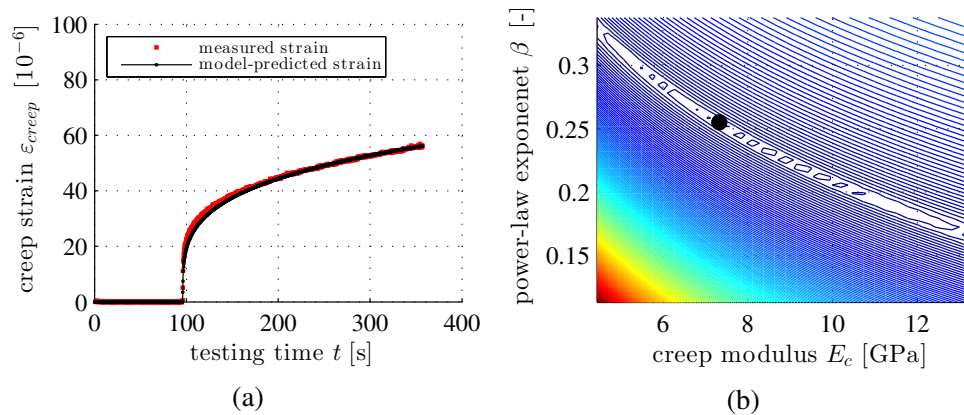 measured strain
model-predicted strain
creep strain ε_creep [10⁻⁶]
100
80
60
40
20
0
0 100 200 300 400
testing time t [s]
(a)
power-law exponenet β [-]
0.3
0.25
0.2
0.15
6 8 10 12
creep modulus E_c [GPa]
(b)